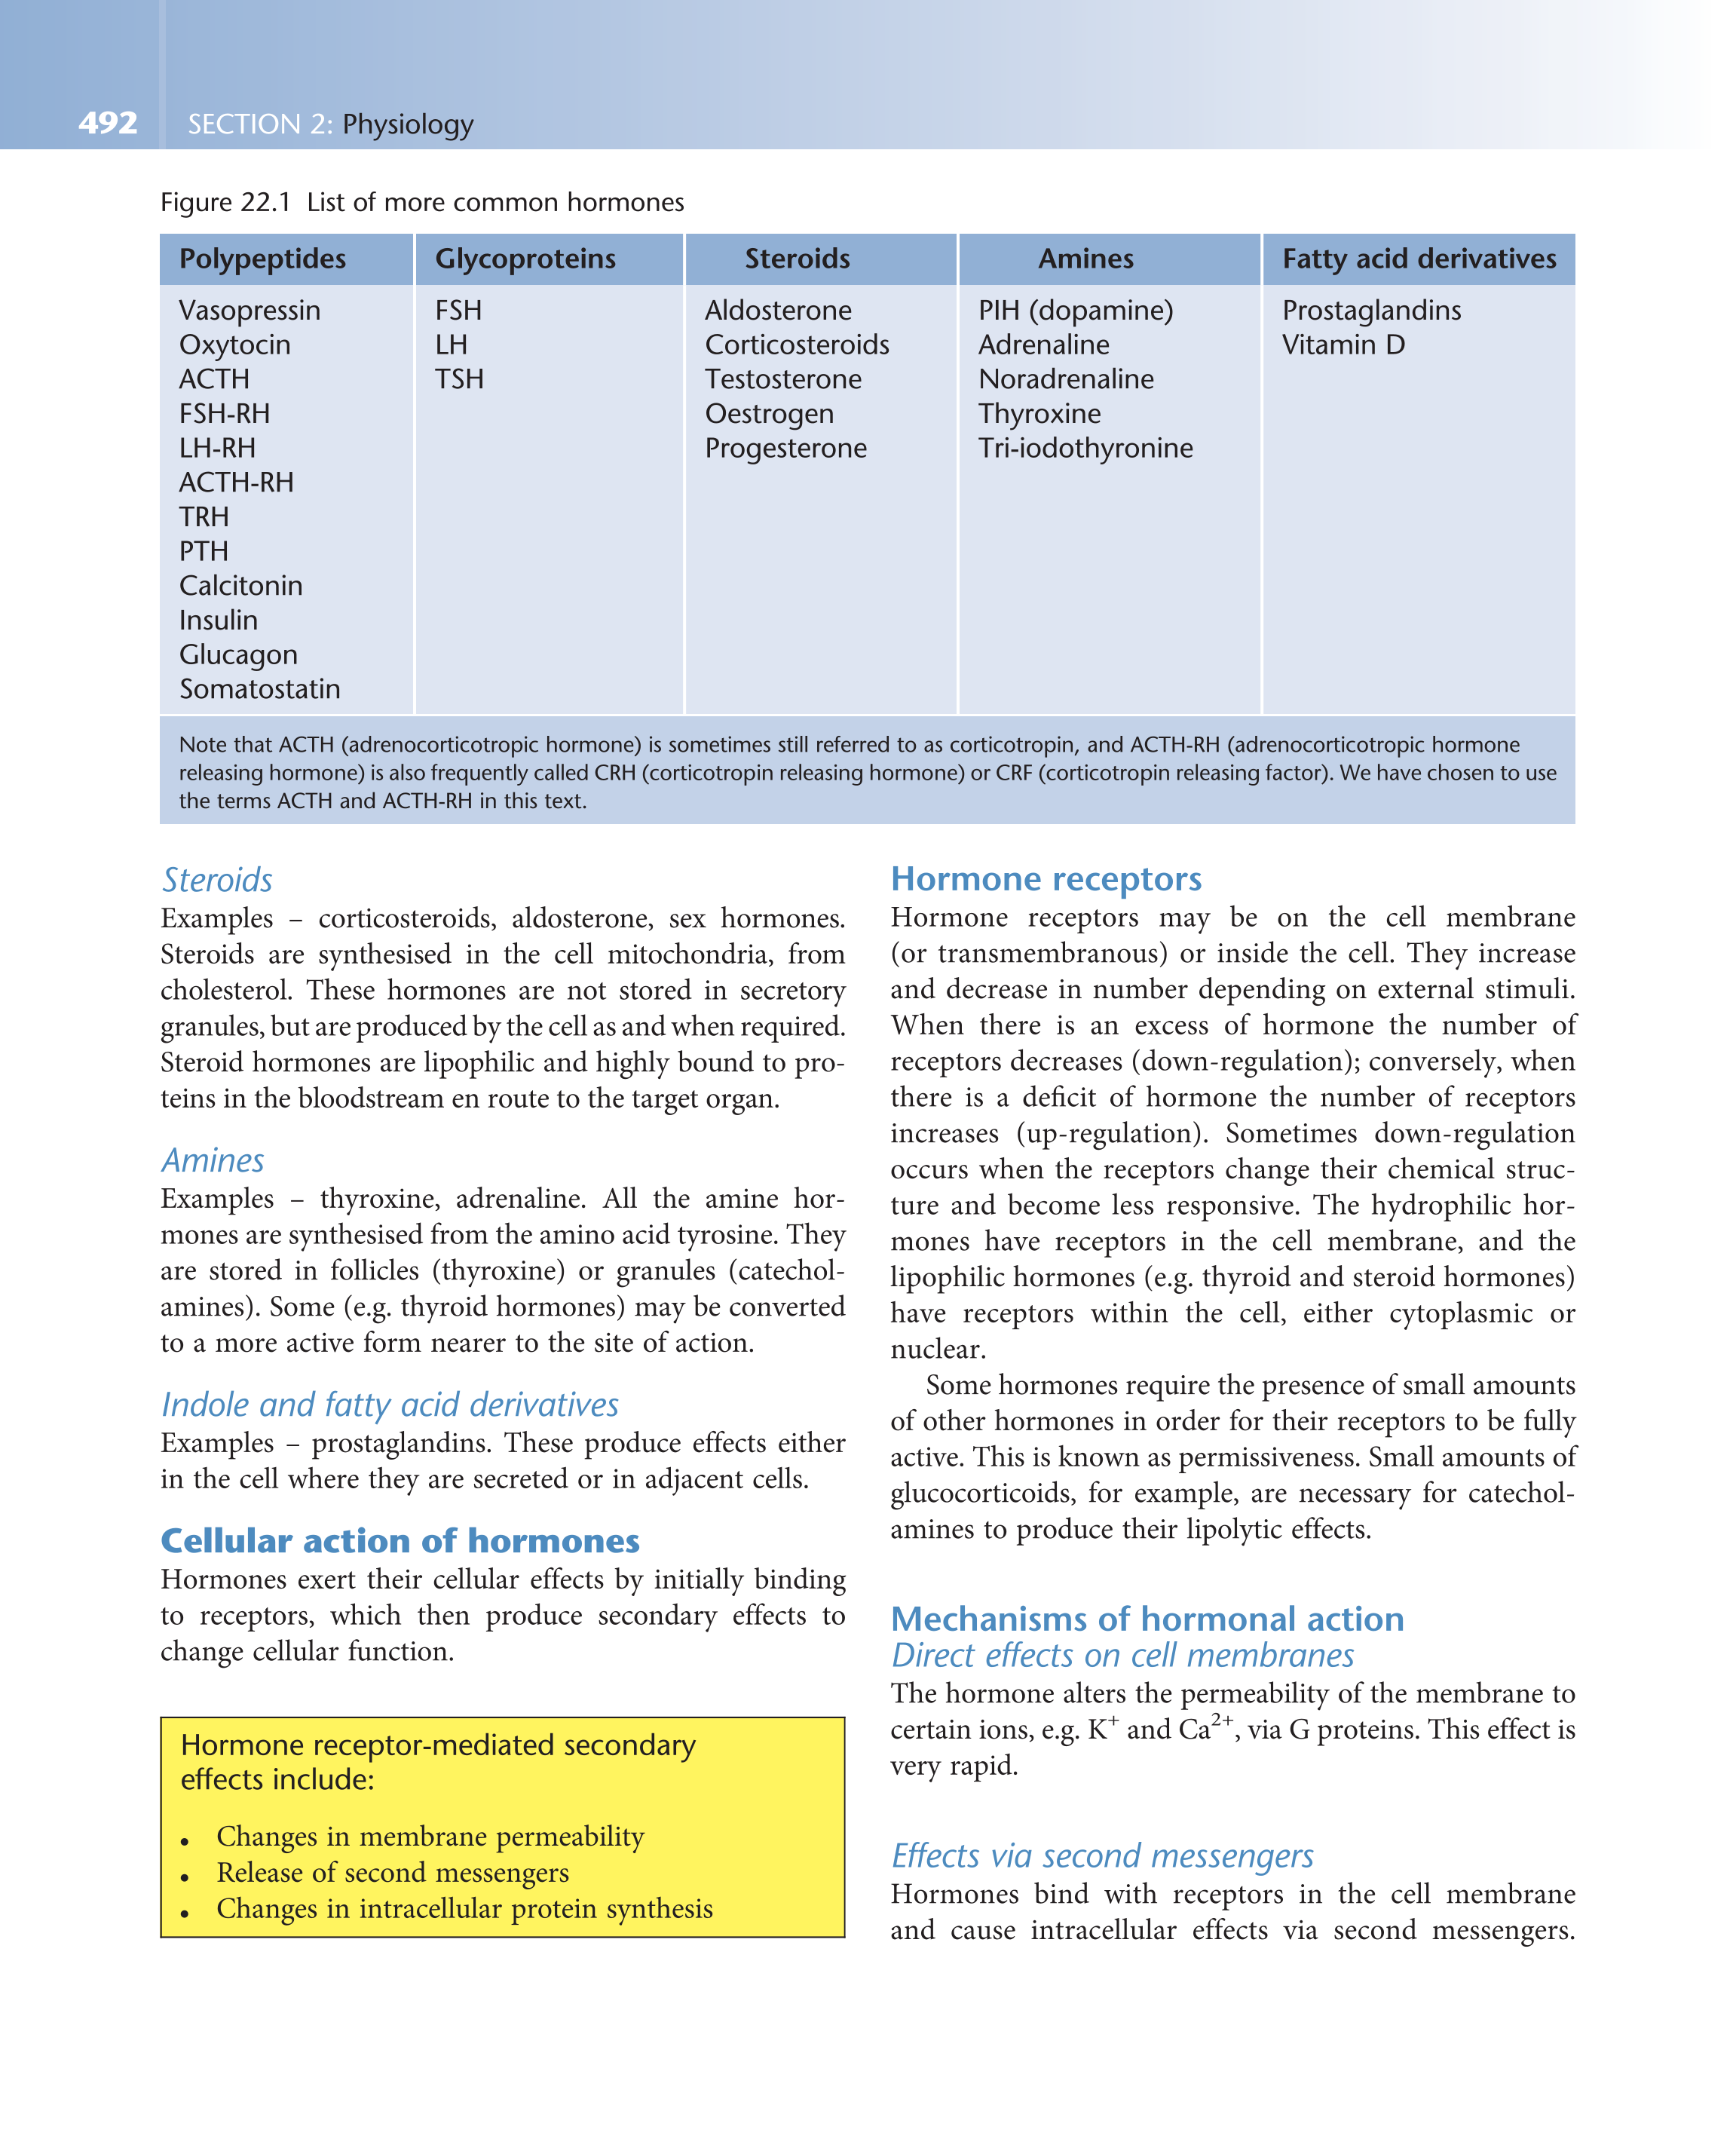 492 SECTION 2: Physiology
Figure 22.1 List of more common hormones
Polypeptides Glycoproteins Steroids Amines Fatty acid derivatives
Vasopressin FSH Aldosterone PIH (dopamine) Prostaglandins
Oxytocin LH Corticosteroids Adrenaline Vitamin D
ACTH TSH Testosterone Noradrenaline
FSH-RH Oestrogen Thyroxine
LH-RH Progesterone Tri-iodothyronine
ACTH-RH
TRH
PTH
Calcitonin
Insulin
Glucagon
Somatostatin
Note that ACTH (adrenocorticotropic hormone) is sometimes still referred to as corticotropin, and ACTH-RH (adrenocorticotropic hormone
releasing hormone) is also frequently called CRH (corticotropin releasing hormone) or CRF (corticotropin releasing factor). We have chosen to use
the terms ACTH and ACTH-RH in this text.
Steroids
Examples – corticosteroids, aldosterone, sex hormones.
Steroids are synthesised in the cell mitochondria, from
cholesterol. These hormones are not stored in secretory
granules, but are produced by the cell as and when required.
Steroid hormones are lipophilic and highly bound to pro-
teins in the bloodstream en route to the target organ.
Amines
Examples – thyroxine, adrenaline. All the amine hor-
mones are synthesised from the amino acid tyrosine. They
are stored in follicles (thyroxine) or granules (catechol-
amines). Some (e.g. thyroid hormones) may be converted
to a more active form nearer to the site of action.
Indole and fatty acid derivatives
Examples – prostaglandins. These produce effects either
in the cell where they are secreted or in adjacent cells.
Cellular action of hormones
Hormones exert their cellular effects by initially binding
to receptors, which then produce secondary effects to
change cellular function.
Hormone receptor-mediated secondary
effects include:
• Changes in membrane permeability
• Release of second messengers
• Changes in intracellular protein synthesis
Hormone receptors
Hormone receptors may be on the cell membrane
(or transmembranous) or inside the cell. They increase
and decrease in number depending on external stimuli.
When there is an excess of hormone the number of
receptors decreases (down-regulation); conversely, when
there is a deficit of hormone the number of receptors
increases (up-regulation). Sometimes down-regulation
occurs when the receptors change their chemical struc-
ture and become less responsive. The hydrophilic hor-
mones have receptors in the cell membrane, and the
lipophilic hormones (e.g. thyroid and steroid hormones)
have receptors within the cell, either cytoplasmic or
nuclear.
Some hormones require the presence of small amounts
of other hormones in order for their receptors to be fully
active. This is known as permissiveness. Small amounts of
glucocorticoids, for example, are necessary for catechol-
amines to produce their lipolytic effects.
Mechanisms of hormonal action
Direct effects on cell membranes
The hormone alters the permeability of the membrane to
certain ions, e.g. K⁺ and Ca²⁺, via G proteins. This effect is
very rapid.
Effects via second messengers
Hormones bind with receptors in the cell membrane
and cause intracellular effects via second messengers.